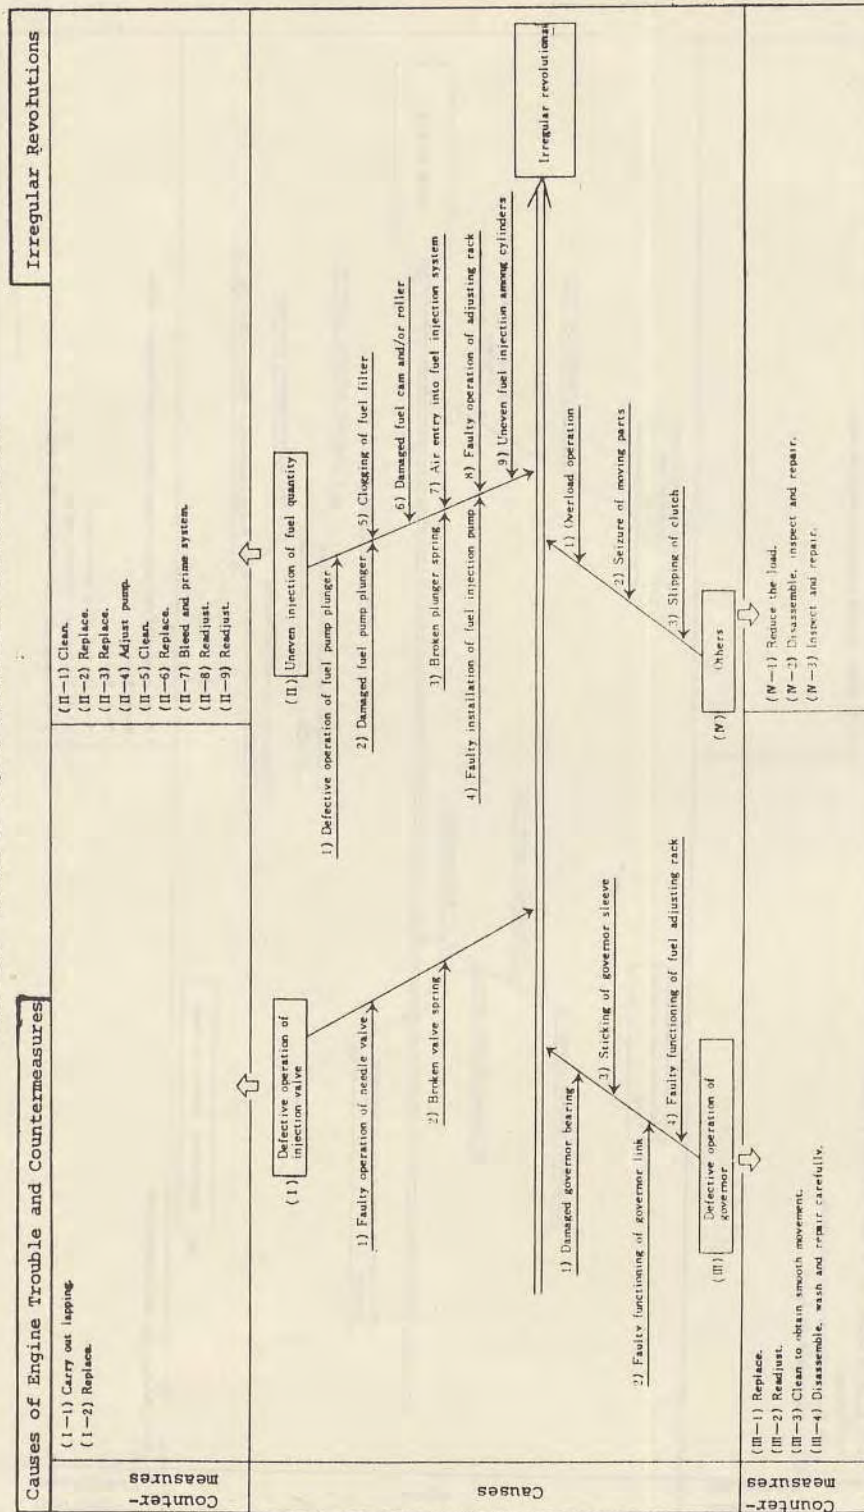 Causes of Engine Trouble and Countermeasures
Irregular Revolutions
Counter-
measures
(I-1) Carry out lapping.
(I-2) Replace.
(II-1) Clean.
(II-2) Replace.
(II-3) Replace.
(II-4) Adjust pump.
(II-5) Clean.
(II-6) Replace.
(II-7) Bleed and prime system.
(II-8) Readjust.
(II-9) Readjust.
Causes
(I)
Defective operation of
injection valve
1) Faulty operation of needle valve
2) Broken valve spring
(II)
Uneven injection of fuel quantity
1) Defective operation of fuel pump plunger
2) Damaged fuel pump plunger
3) Broken plunger spring
4) Faulty installation of fuel injection pump
5) Clogging of fuel filter
6) Damaged fuel cam and/or roller
7) Air entry into fuel injection system
8) Faulty operation of adjusting rack
9) Uneven fuel injection among cylinders
Irregular revolutions
1) Damaged governor bearing
2) Faulty functioning of governor link
3) Sticking of governor sleeve
4) Faulty functioning of fuel adjusting rack
(III)
Defective operation of
governor
1) Overload operation
2) Seizure of moving parts
3) Slipping of clutch
(IV)
Others
Counter-
measures
(III-1) Replace.
(III-2) Readjust.
(III-3) Clean to obtain smooth movement.
(III-4) Disassemble, wash and repair carefully.
(IV-1) Reduce the load.
(IV-2) Disassemble, inspect and repair.
(IV-3) Inspect and repair.